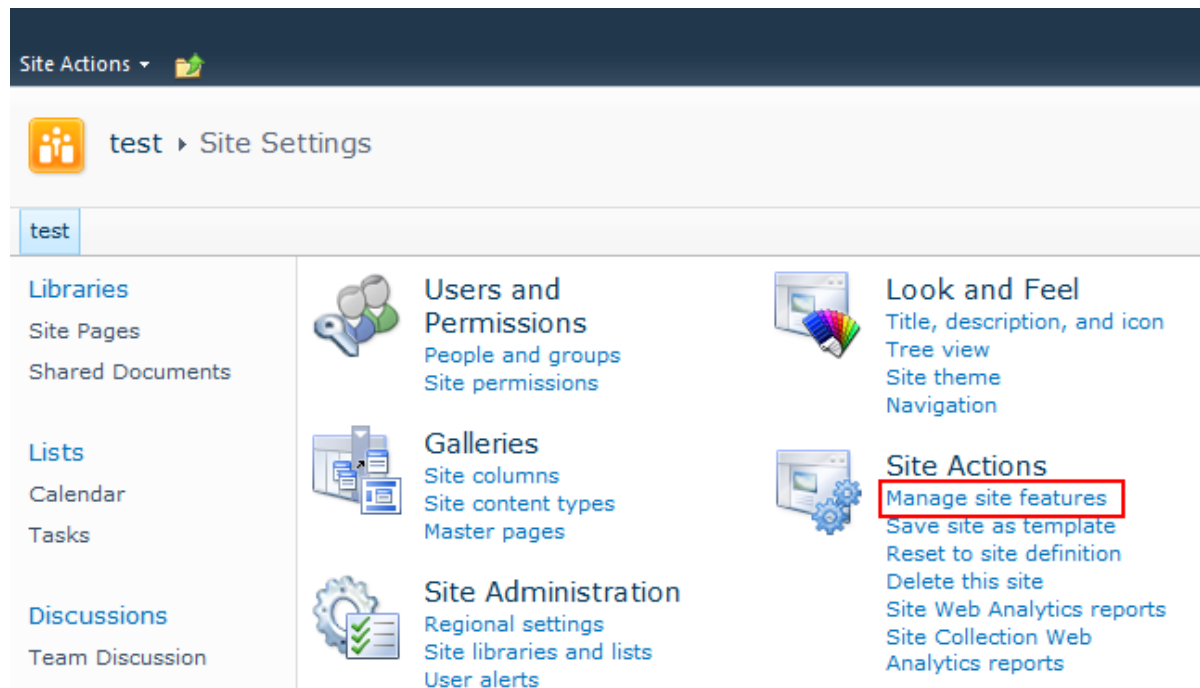 Site Actions
test ▸ Site Settings
test
Libraries
Site Pages
Shared Documents
Lists
Calendar
Tasks
Discussions
Team Discussion
Users and
Permissions
People and groups
Site permissions
Galleries
Site columns
Site content types
Master pages
Site Administration
Regional settings
Site libraries and lists
User alerts
Look and Feel
Title, description, and icon
Tree view
Site theme
Navigation
Site Actions
Manage site features
Save site as template
Reset to site definition
Delete this site
Site Web Analytics reports
Site Collection Web
Analytics reports